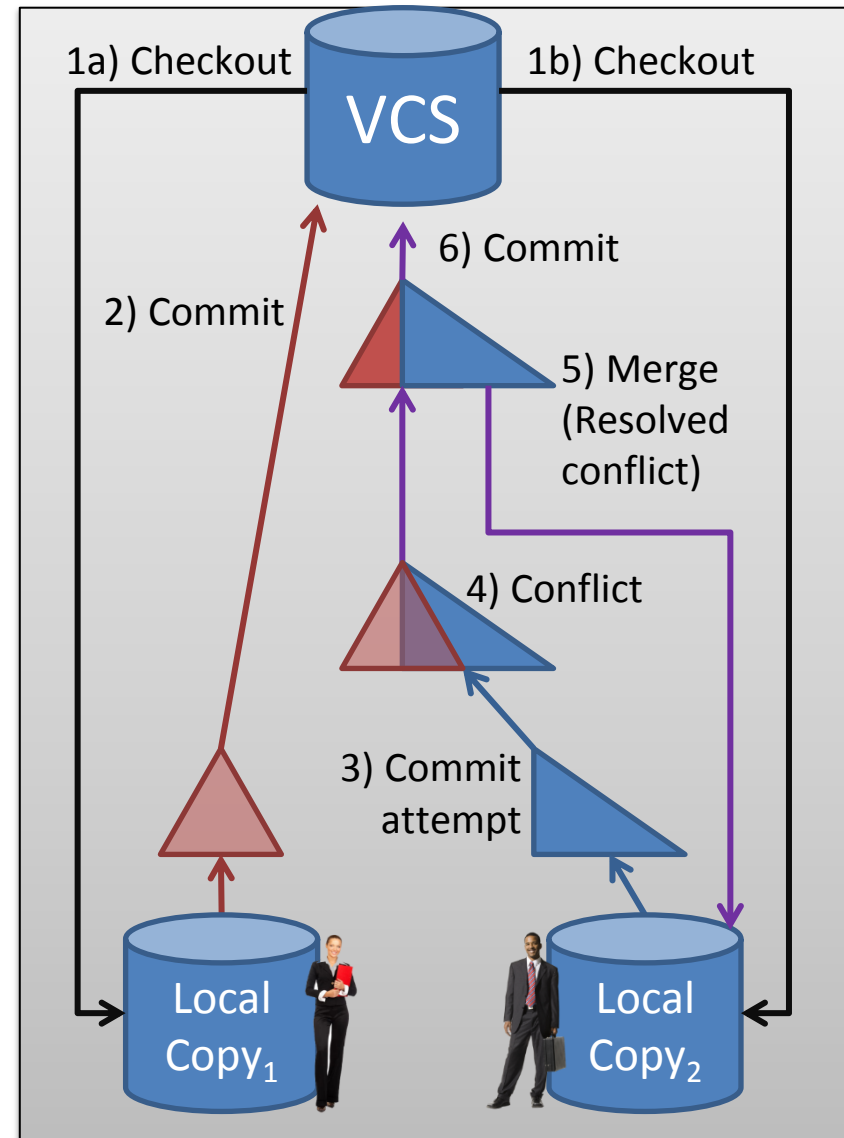 1a) Checkout
1b) Checkout
VCS
6) Commit
2) Commit
5) Merge
(Resolved
conflict)
4) Conflict
3) Commit
attempt
Local
Copy₁
Local
Copy₂